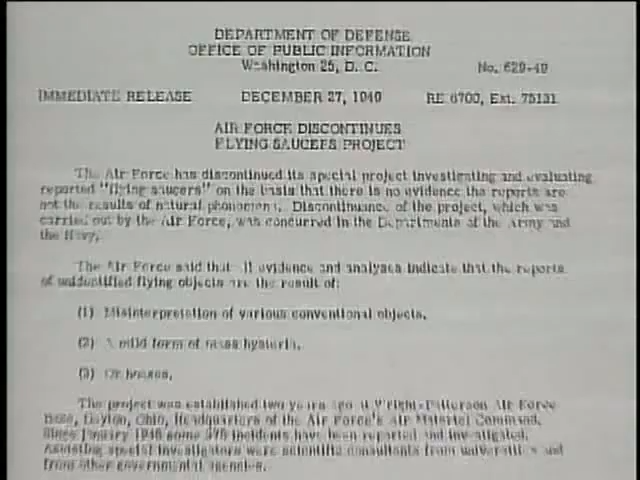 DEPARTMENT OF DEFENSE
OFFICE OF PUBLIC INFORMATION
Washington 25, D. C.
No. 629-49
IMMEDIATE RELEASE DECEMBER 27, 1949 RE 6700, Ext. 75131
AIR FORCE DISCONTINUES
FLYING SAUCERS PROJECT
The Air Force has discontinued its special project investigating and evaluating
reported "flying saucers" on the basis that there is no evidence the reports are
not the results of natural phenomena. Discontinuance of the project, which was
carried out by the Air Force, was concurred in the Departments of the Army and
the Navy.
The Air Force said that all evidence and analyses indicate that the reports
of unidentified flying objects are the result of:
(1) Misinterpretation of various conventional objects.
(2) A mild form of mass hysteria.
(3) Or hoaxes.
The project was established two years ago at Wright-Patterson Air Force
Base, Dayton, Ohio, headquarters of the Air Force's Air Materiel Command.
Since January 1948 some 375 incidents have been reported and investigated.
Assisting special investigators were scientific consultants from universities and
from other governmental agencies.